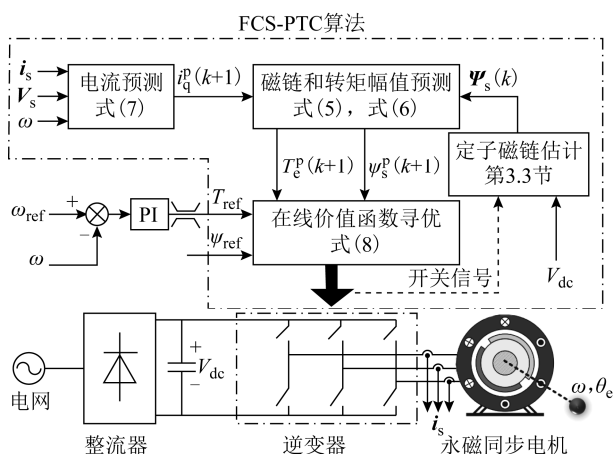 FCS-PTC算法
i_s
V_s
ω
电流预测
式(7)
i_q^p(k+1)
磁链和转矩幅值预测
式(5), 式(6)
Ψ_s(k)
定子磁链估计
第3.3节
T_e^p(k+1)
ψ_s^p(k+1)
ω_ref
+
−
ω
PI
T_ref
ψ_ref
在线价值函数寻优
式(8)
开关信号
V_dc
电网
整流器
+
V_dc
−
逆变器
i_s
ω,θ_e
永磁同步电机